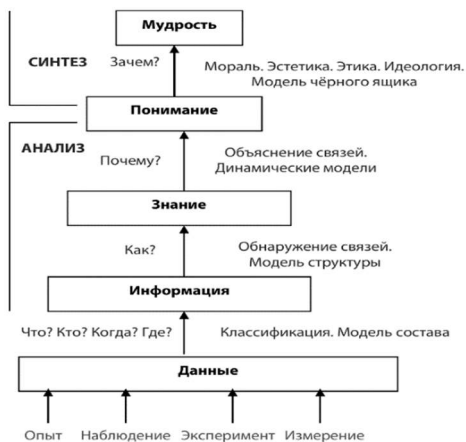 Мудрость
СИНТЕЗ
Зачем?
Мораль. Эстетика. Этика. Идеология.
Модель чёрного ящика
Понимание
АНАЛИЗ
Почему?
Объяснение связей.
Динамические модели
Знание
Как?
Обнаружение связей.
Модель структуры
Информация
Что? Кто? Когда? Где?
Классификация. Модель состава
Данные
Опыт Наблюдение Эксперимент Измерение